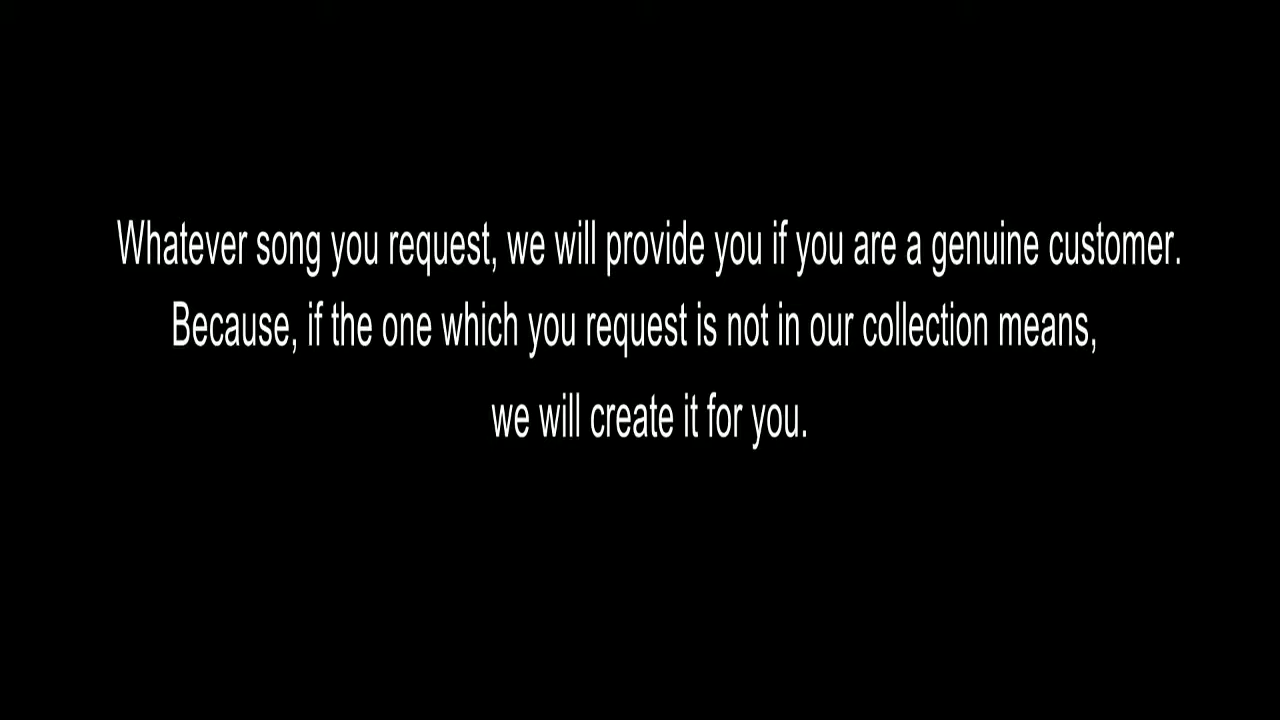 Whatever song you request, we will provide you if you are a genuine customer.
Because, if the one which you request is not in our collection means,
we will create it for you.